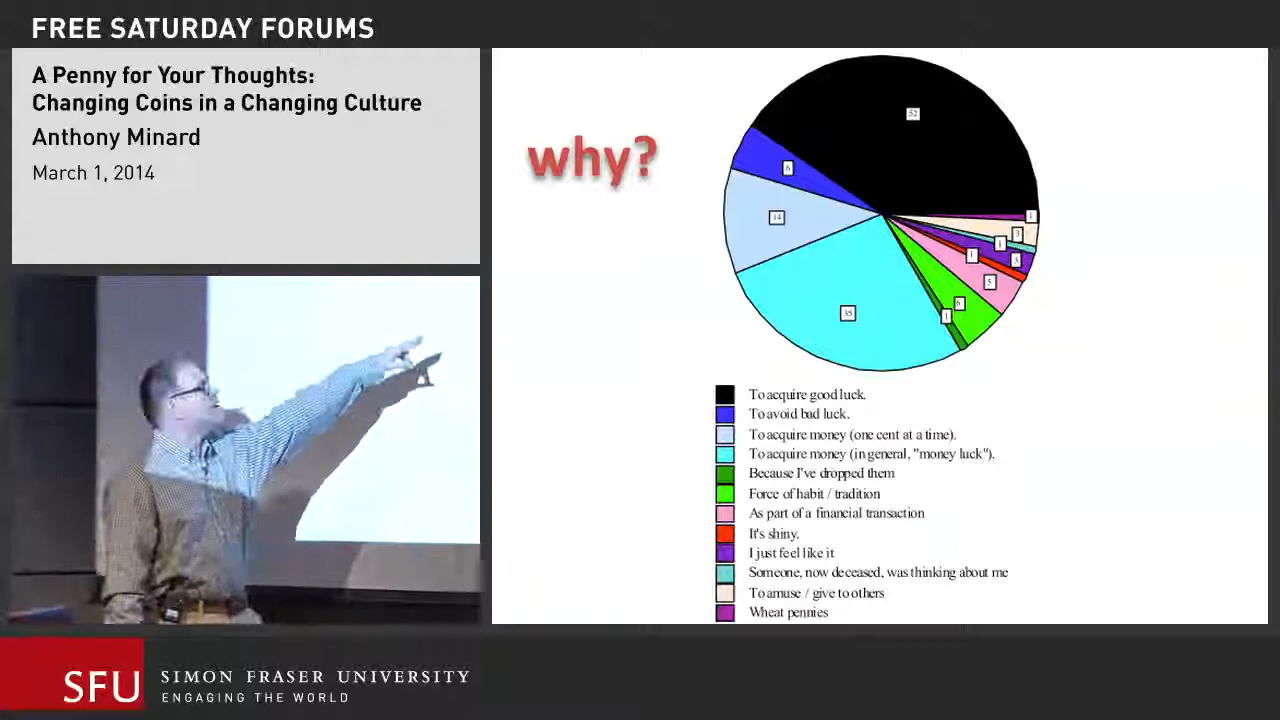 FREE SATURDAY FORUMS
A Penny for Your Thoughts:
Changing Coins in a Changing Culture
Anthony Minard
March 1, 2014
why?
52
6
14
35
1
6
5
1
3
1
3
1
To acquire good luck.
To avoid bad luck.
To acquire money (one cent at a time).
To acquire money (in general, "money luck").
Because I've dropped them
Force of habit / tradition
As part of a financial transaction
It's shiny.
I just feel like it
Someone, now deceased, was thinking about me
To amuse / give to others
Wheat pennies
SFU
SIMON FRASER UNIVERSITY
ENGAGING THE WORLD